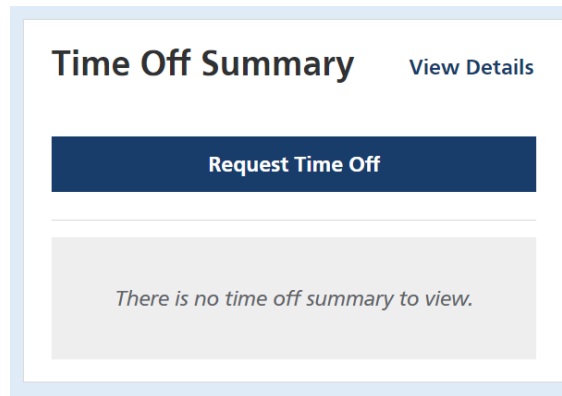 Time Off Summary
View Details
Request Time Off
There is no time off summary to view.